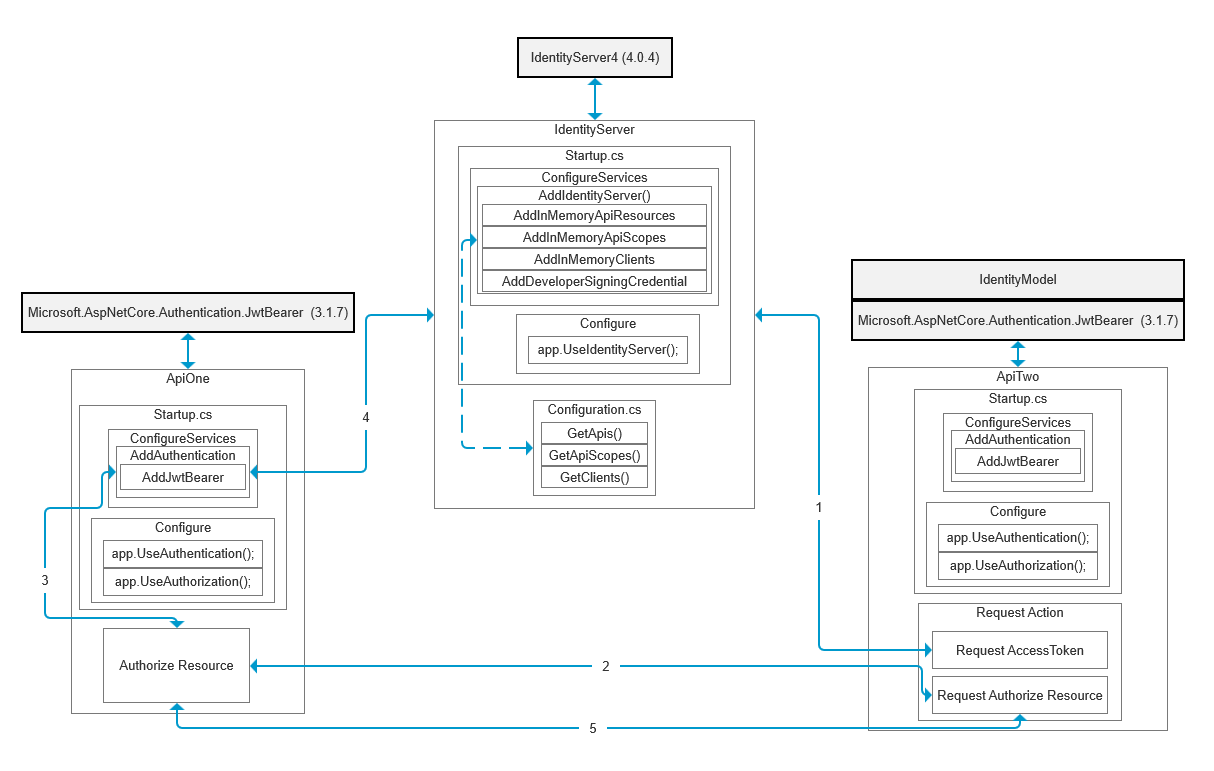 IdentityServer4 (4.0.4)
IdentityServer
Startup.cs
ConfigureServices
AddIdentityServer()
AddInMemoryApiResources
AddInMemoryApiScopes
AddInMemoryClients
AddDeveloperSigningCredential
Configure
app.UseIdentityServer();
Configuration.cs
GetApis()
GetApiScopes()
GetClients()
Microsoft.AspNetCore.Authentication.JwtBearer (3.1.7)
ApiOne
Startup.cs
ConfigureServices
AddAuthentication
AddJwtBearer
Configure
app.UseAuthentication();
app.UseAuthorization();
Authorize Resource
IdentityModel
Microsoft.AspNetCore.Authentication.JwtBearer (3.1.7)
ApiTwo
Startup.cs
ConfigureServices
AddAuthentication
AddJwtBearer
Configure
app.UseAuthentication();
app.UseAuthorization();
Request Action
Request AccessToken
Request Authorize Resource
4
1
3
2
5